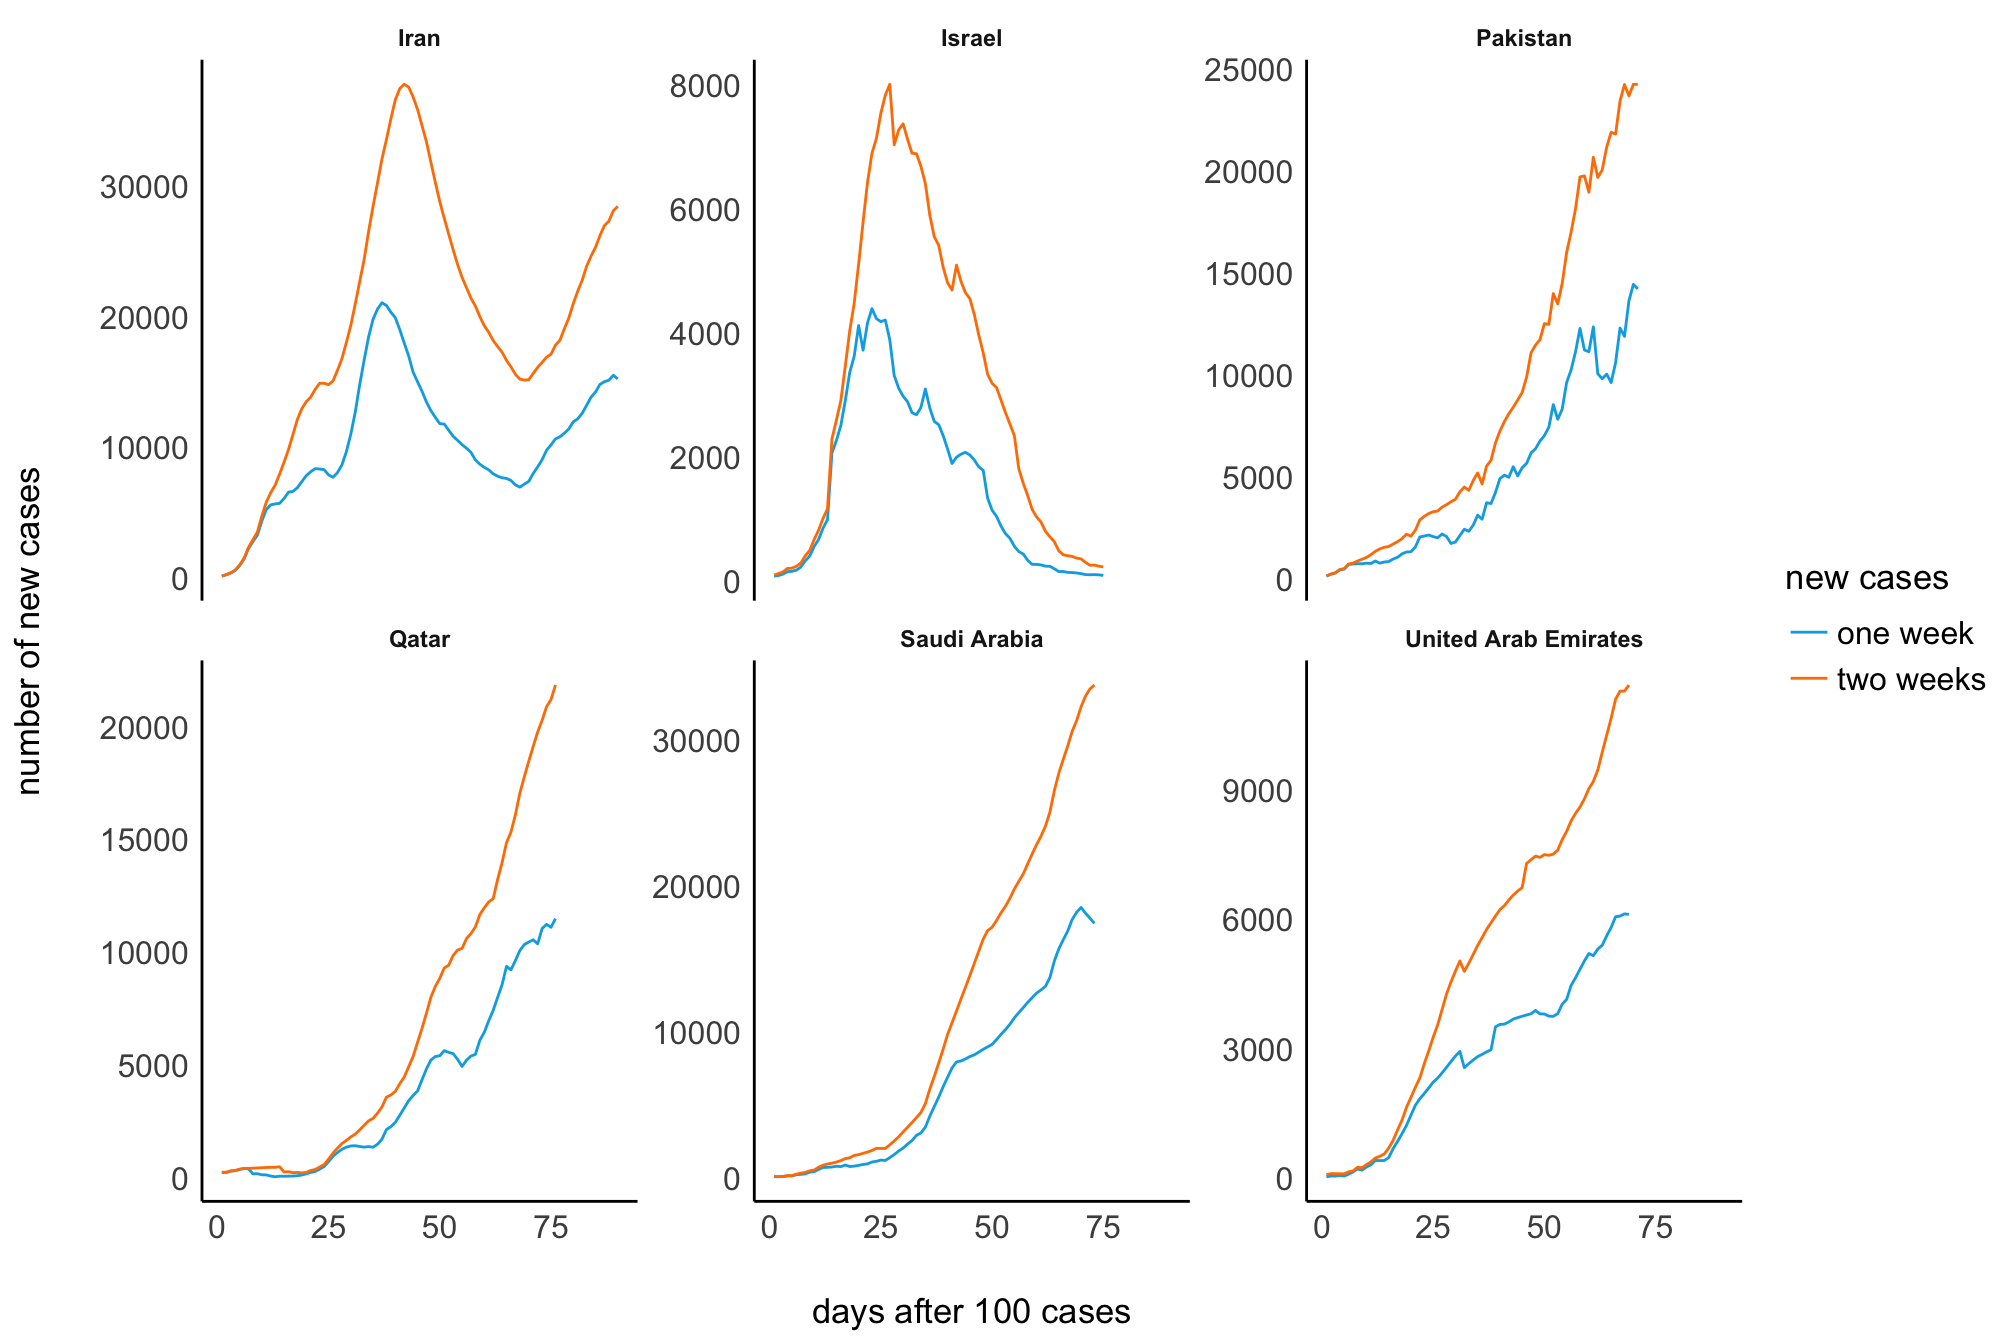 Iran
Israel
Pakistan
30000
20000
10000
0
8000
6000
4000
2000
0
25000
20000
15000
10000
5000
0
Qatar
Saudi Arabia
United Arab Emirates
20000
15000
10000
5000
0
30000
20000
10000
0
9000
6000
3000
0
0 25 50 75
0 25 50 75
0 25 50 75
days after 100 cases
number of new cases
new cases
one week
two weeks